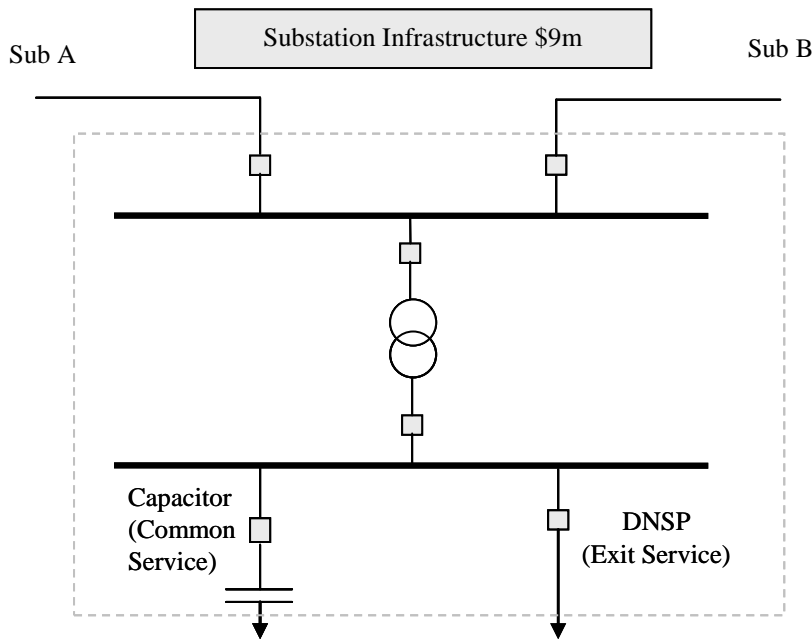 Substation Infrastructure $9m
Sub A
Sub B
Capacitor
(Common
Service)
DNSP
(Exit Service)